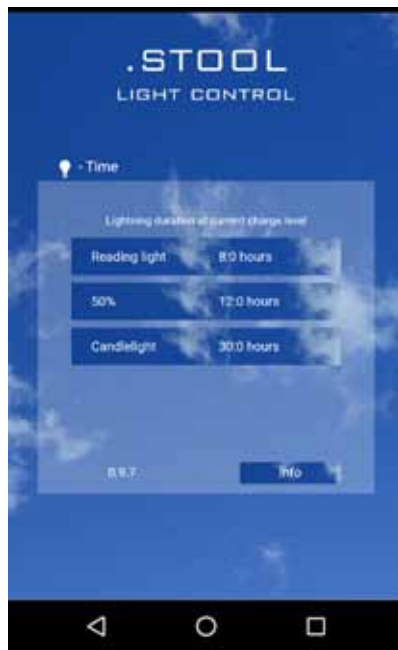 .STOOL
LIGHT CONTROL
- Time
Lightning duration at current charge level
Reading light 8:0 hours
50% 12:0 hours
Candlelight 30:0 hours
0.9.7
Info